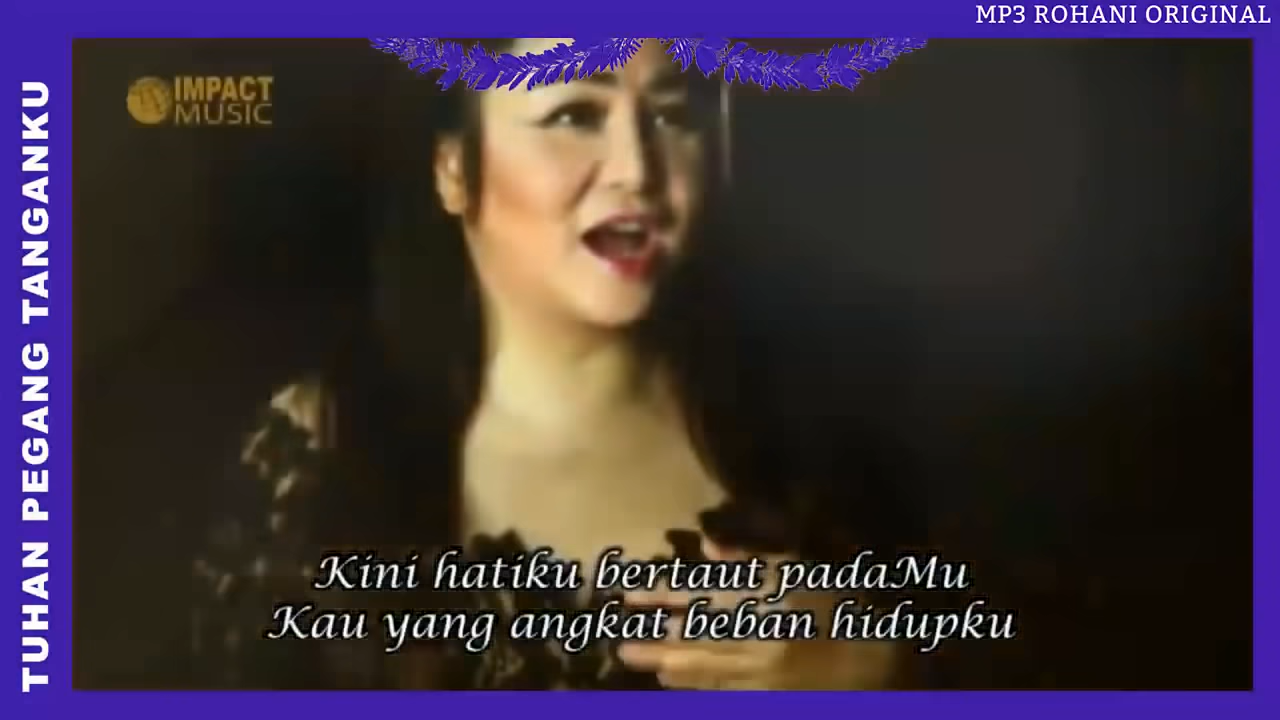 MP3 ROHANI ORIGINAL
IMPACT
MUSIC
TUHAN PEGANG TANGANKU
Kini hatiku bertaut padaMu
Kau yang angkat beban hidupku